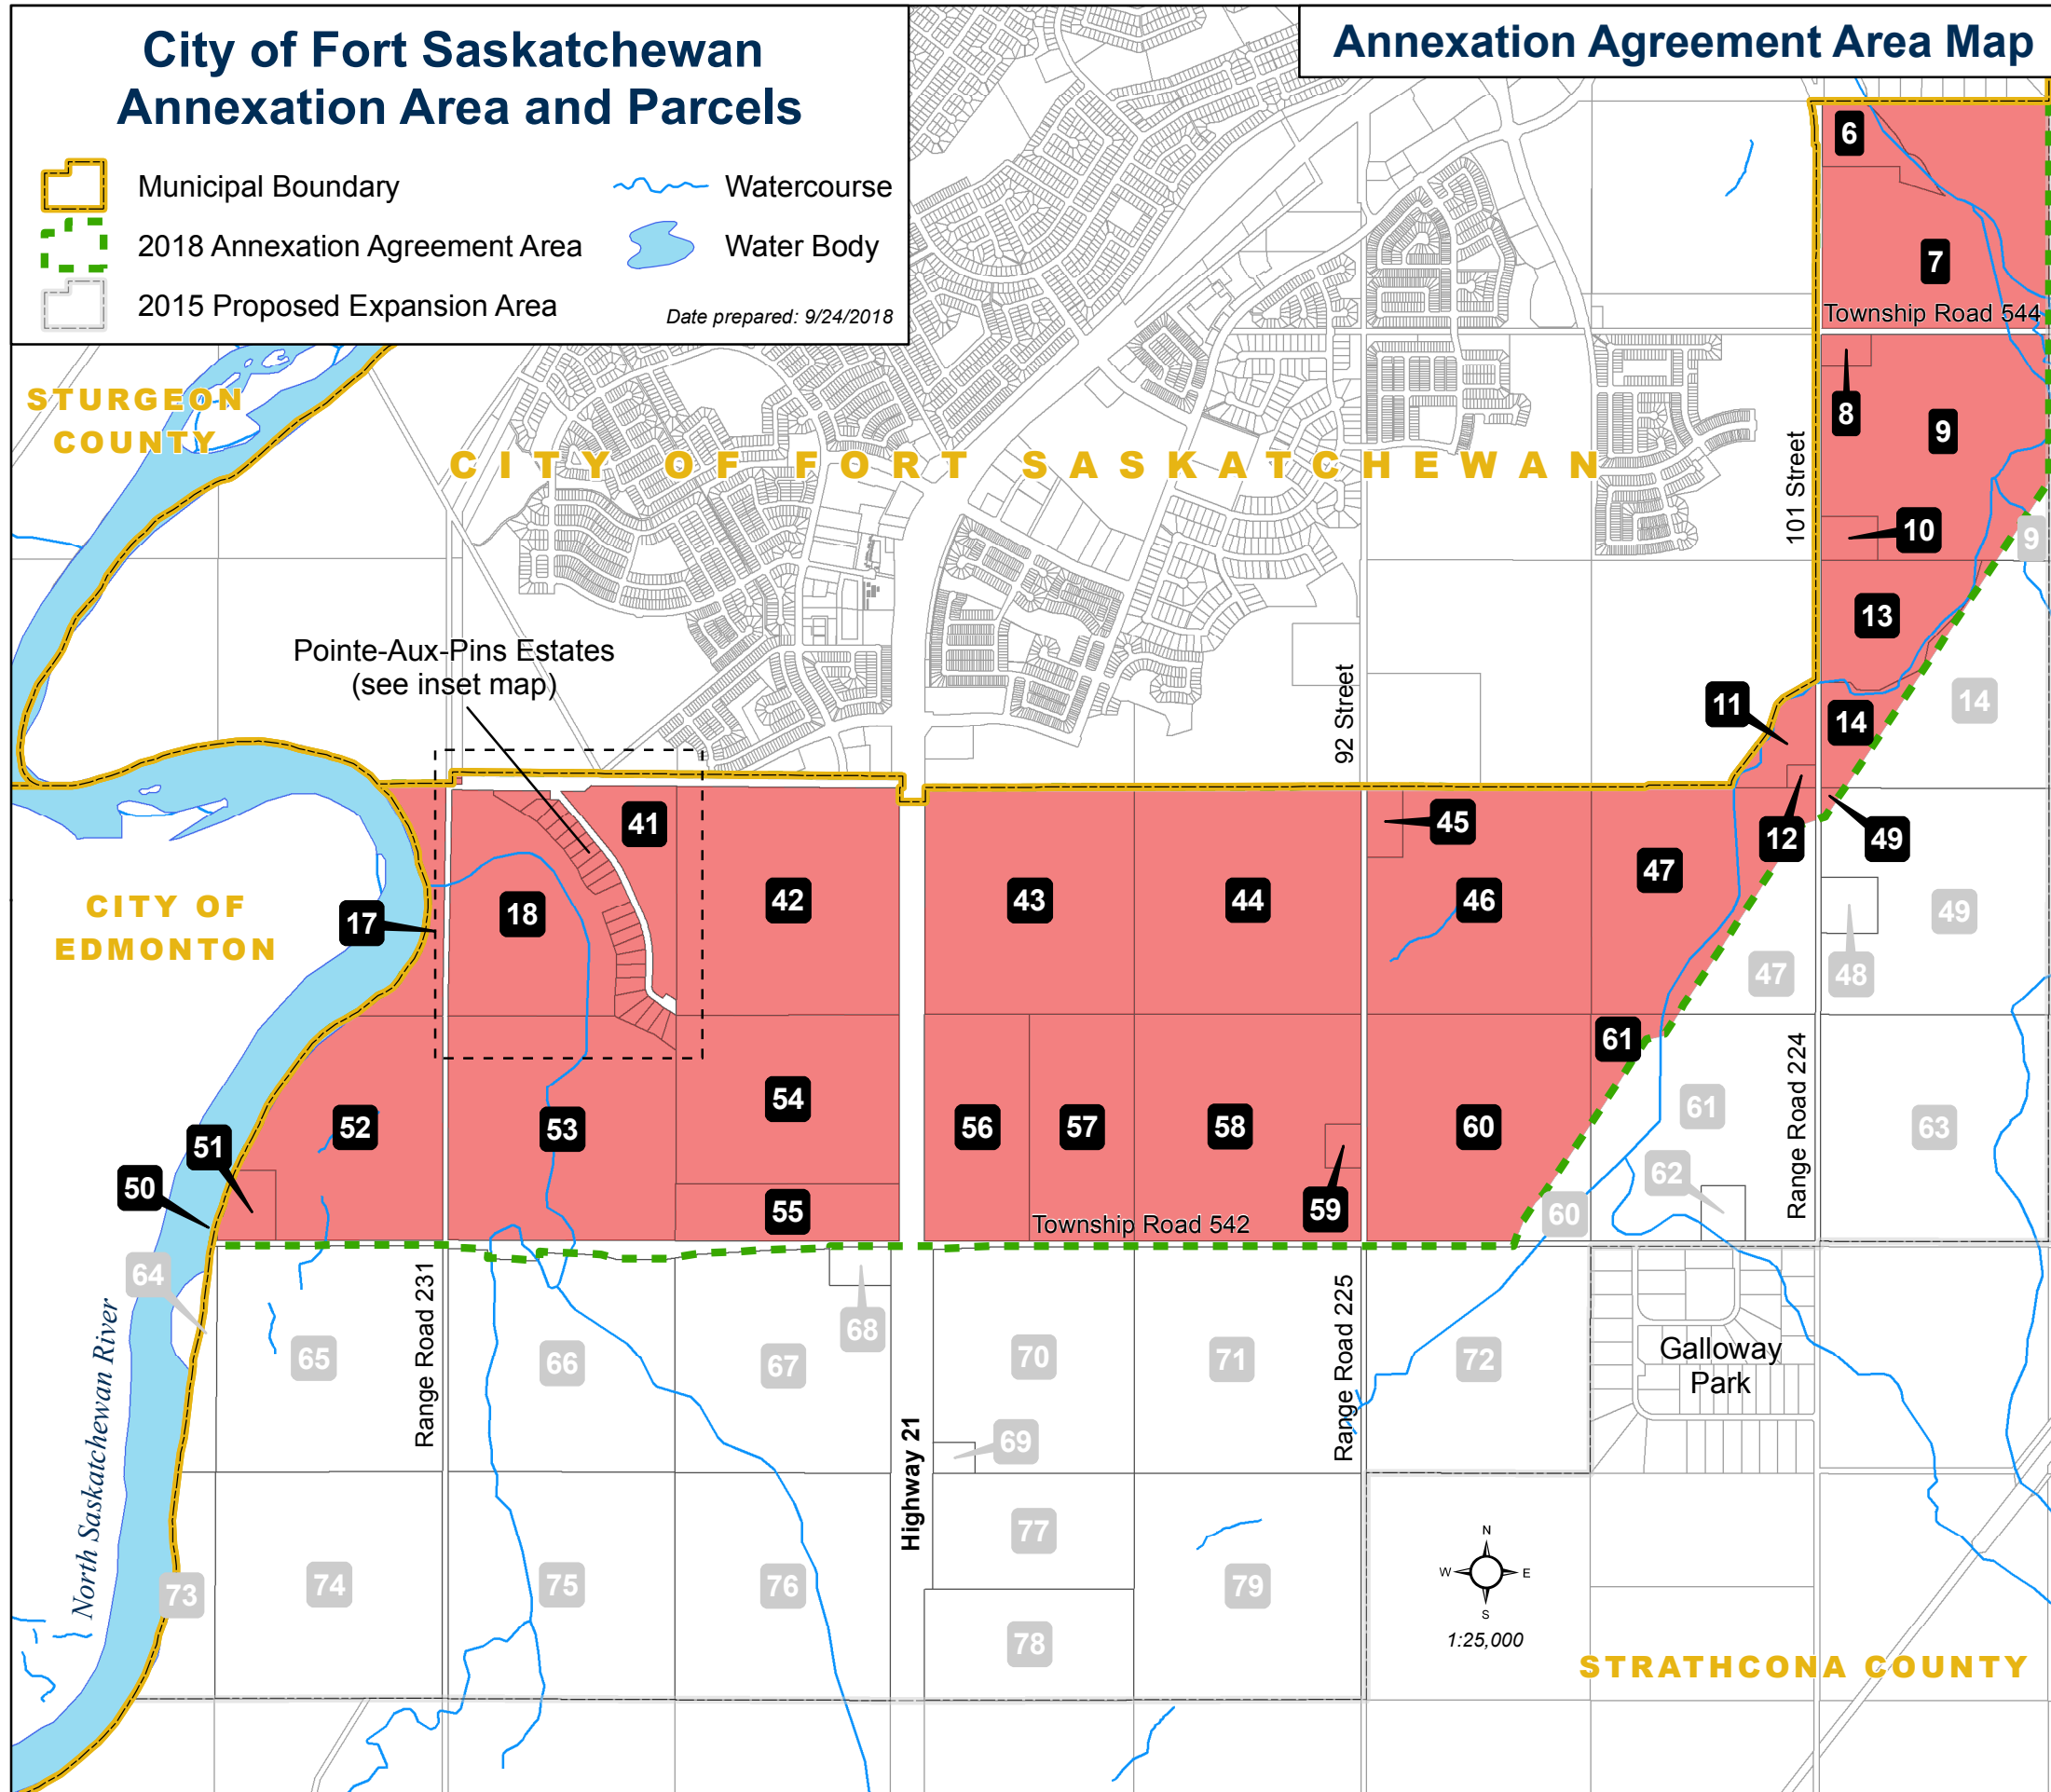 City of Fort Saskatchewan
Annexation Area and Parcels
Municipal Boundary
2018 Annexation Agreement Area
2015 Proposed Expansion Area
Watercourse
Water Body
Date prepared: 9/24/2018
Annexation Agreement Area Map
STURGEON
COUNTY
CITY OF FORT SASKATCHEWAN
6
7
Township Road 544
8
9
101 Street
10
9
13
Pointe-Aux-Pins Estates
(see inset map)
92 Street
11
14
14
41
45
12
49
CITY OF
EDMONTON
17
18
42
43
44
46
47
49
47
48
61
Range Road 224
52
53
54
56
57
58
60
61
63
51
50
55
59
62
60
Township Road 542
64
65
Range Road 231
66
67
68
70
71
Range Road 225
72
Galloway
Park
North Saskatchewan River
Highway 21
69
77
73
74
75
76
78
79
N
W
E
S
1:25,000
STRATHCONA COUNTY